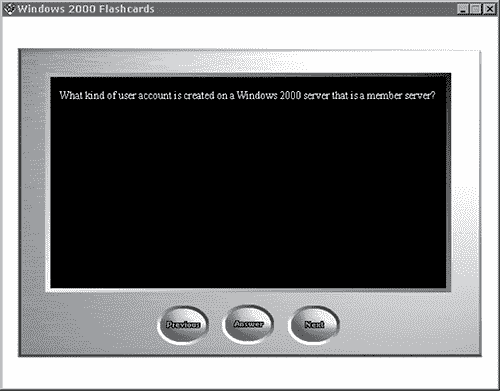 Windows 2000 Flashcards
What kind of user account is created on a Windows 2000 server that is a member server?
Previous
Answer
Next